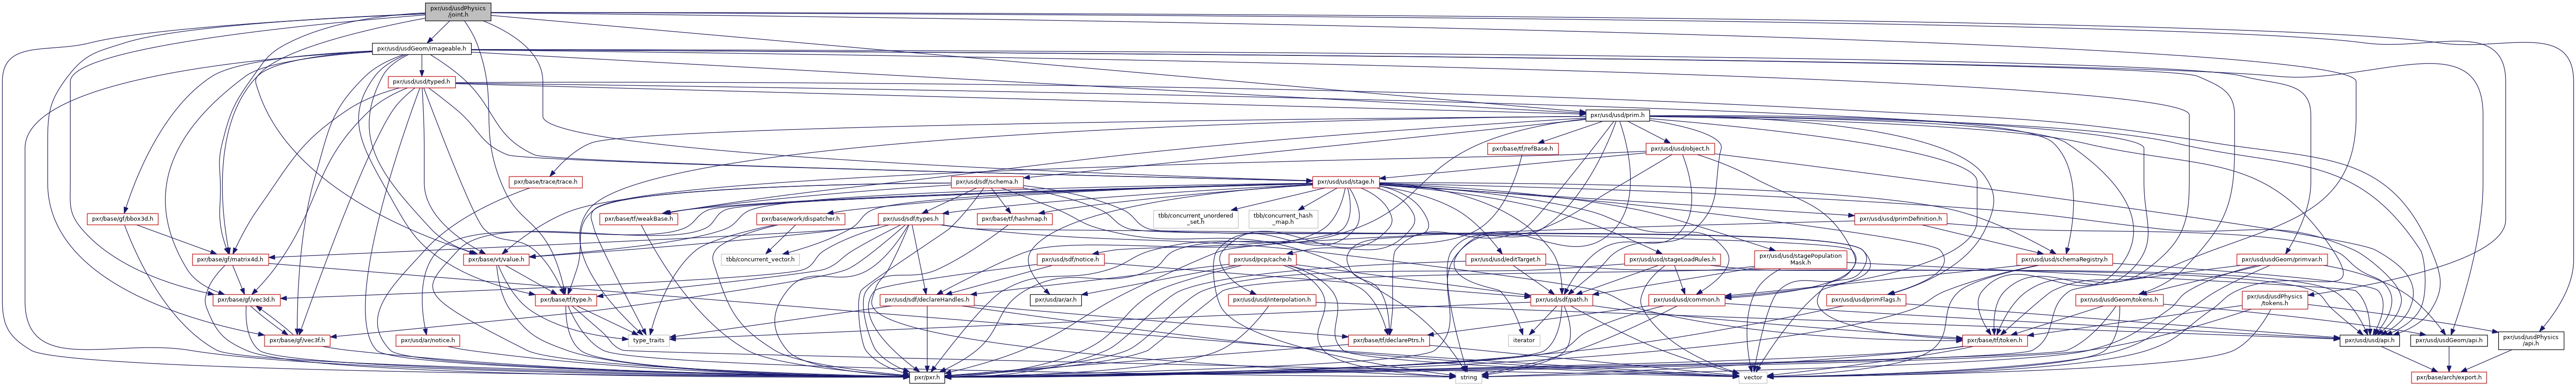 pxr/usd/usdPhysics
/joint.h
pxr/usd/usdGeom/imageable.h
pxr/usd/usd/typed.h
pxr/usd/usd/prim.h
pxr/base/tf/refBase.h
pxr/usd/usd/object.h
pxr/base/trace/trace.h
pxr/usd/sdf/schema.h
pxr/usd/usd/stage.h
pxr/base/gf/bbox3d.h
pxr/base/tf/weakBase.h
pxr/base/work/dispatcher.h
pxr/usd/sdf/types.h
pxr/base/tf/hashmap.h
tbb/concurrent_unordered
_set.h
tbb/concurrent_hash
_map.h
pxr/usd/usd/primDefinition.h
pxr/base/gf/matrix4d.h
pxr/base/vt/value.h
tbb/concurrent_vector.h
pxr/usd/sdf/notice.h
pxr/usd/pcp/cache.h
pxr/usd/usd/editTarget.h
pxr/usd/usd/stageLoadRules.h
pxr/usd/usd/stagePopulation
Mask.h
pxr/usd/usd/schemaRegistry.h
pxr/usd/usdGeom/primvar.h
pxr/base/gf/vec3d.h
pxr/base/tf/type.h
pxr/usd/sdf/declareHandles.h
pxr/usd/ar/ar.h
pxr/usd/usd/interpolation.h
pxr/usd/sdf/path.h
pxr/usd/usd/common.h
pxr/usd/usd/primFlags.h
pxr/usd/usdGeom/tokens.h
pxr/usd/usdPhysics
/tokens.h
pxr/base/gf/vec3f.h
pxr/usd/ar/notice.h
type_traits
pxr/base/tf/declarePtrs.h
iterator
pxr/base/tf/token.h
pxr/usd/usd/api.h
pxr/usd/usdGeom/api.h
pxr/usd/usdPhysics
/api.h
pxr/pxr.h
string
vector
pxr/base/arch/export.h